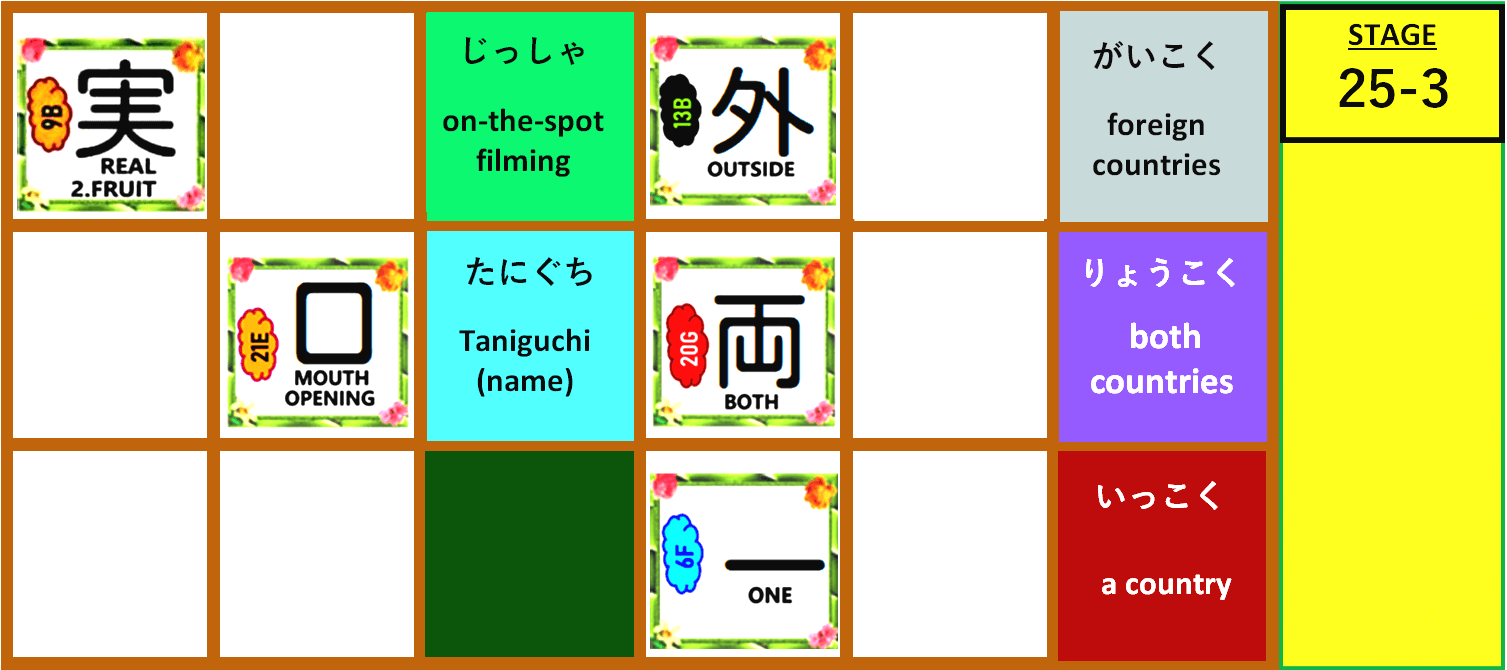 実
9B
REAL
2.FRUIT
じっしゃ
on-the-spot
filming
外
13B
OUTSIDE
がいこく
foreign
countries
STAGE
25-3
口
21E
MOUTH
OPENING
たにぐち
Taniguchi
(name)
両
20G
BOTH
りょうこく
both
countries
一
6F
ONE
いっこく
a country